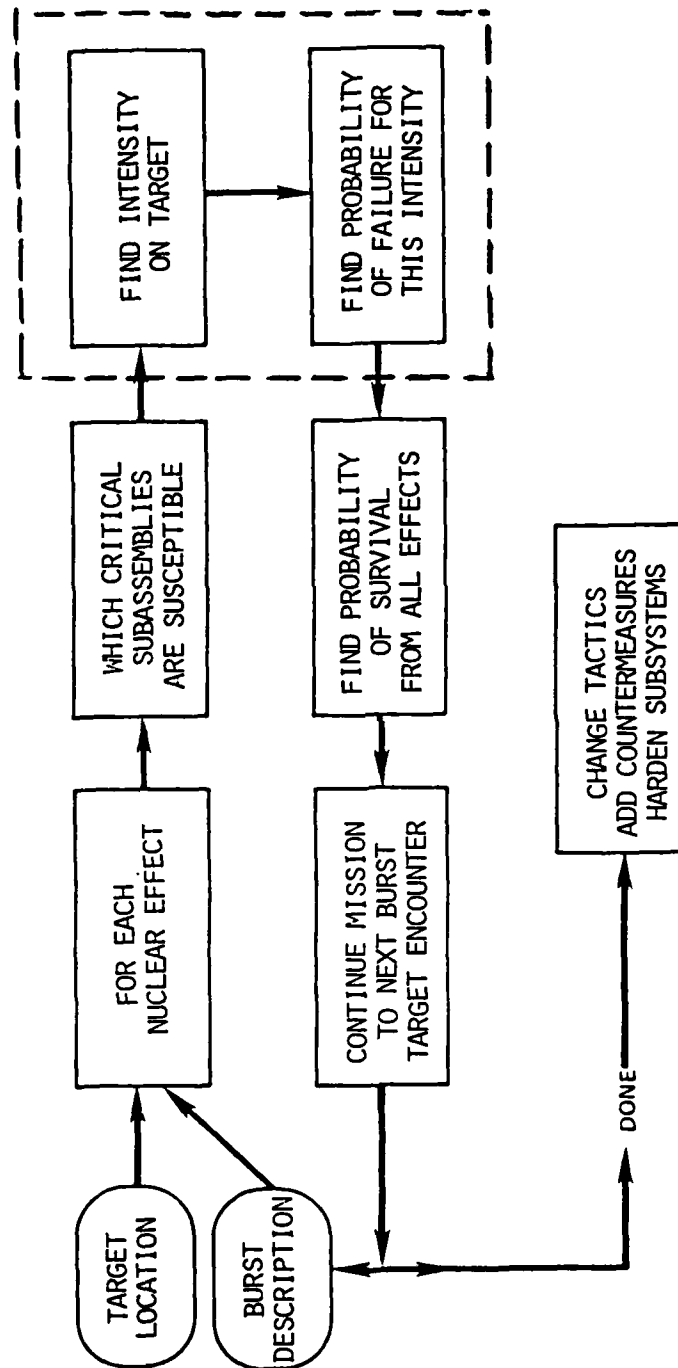 TARGET
LOCATION
BURST
DESCRIPTION
FOR EACH
NUCLEAR EFFECT
WHICH CRITICAL
SUBASSEMBLIES
ARE SUSCEPTIBLE
FIND INTENSITY
ON TARGET
FIND PROBABILITY
OF FAILURE FOR
THIS INTENSITY
FIND PROBABILITY
OF SURVIVAL
FROM ALL EFFECTS
CONTINUE MISSION
TO NEXT BURST
TARGET ENCOUNTER
DONE
CHANGE TACTICS
ADD COUNTERMEASURES
HARDEN SUBSYSTEMS